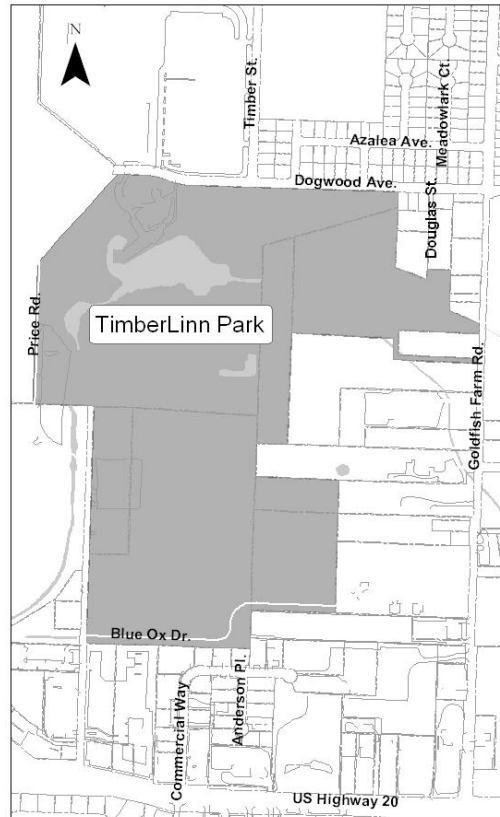 N
Timber St.
Meadowlark Ct.
Azalea Ave.
Dogwood Ave.
Douglas St.
Price Rd.
TimberLinn Park
Goldfish Farm Rd.
Blue Ox Dr.
Commercial Way
Anderson Pl.
US Highway 20